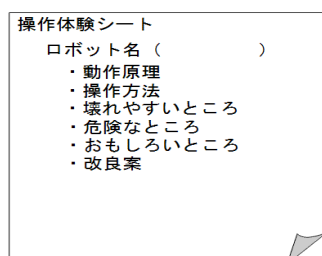 操作体験シート
ロボット名（　　　　　　）
・動作原理
・操作方法
・壊れやすいところ
・危険なところ
・おもしろいところ
・改良案